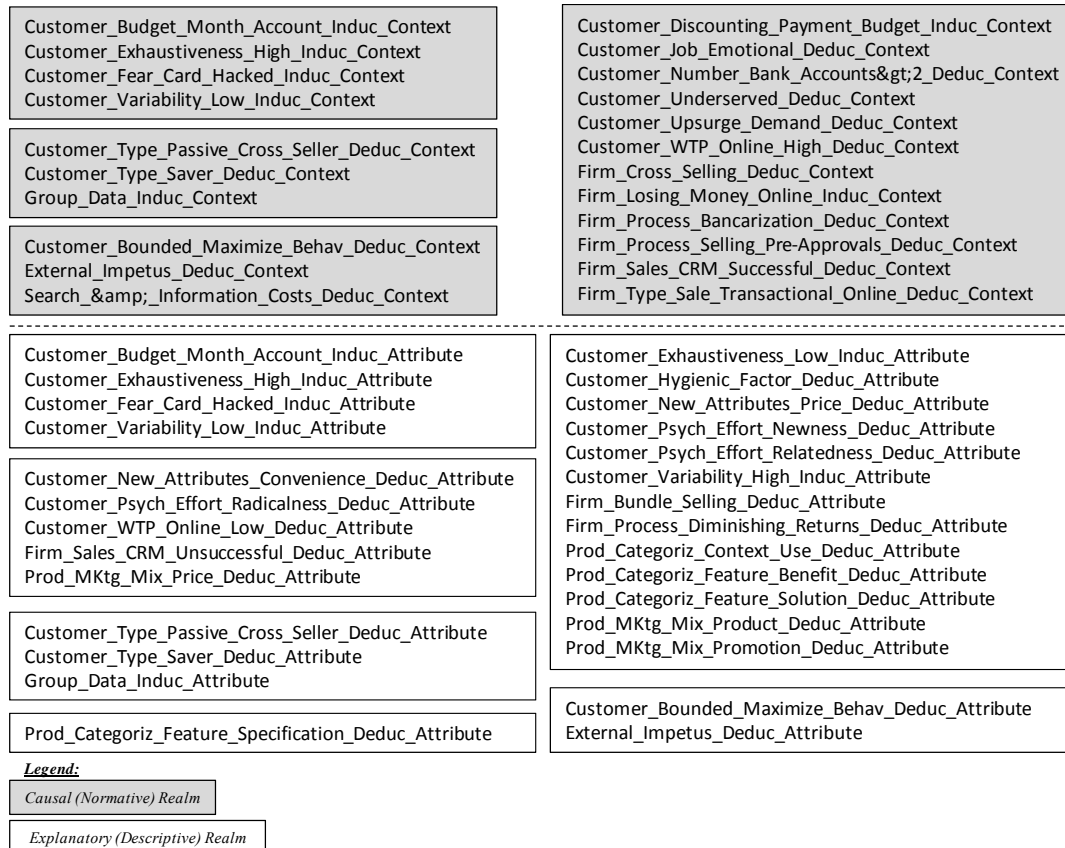 Customer_Budget_Month_Account_Induc_Context
Customer_Exhaustiveness_High_Induc_Context
Customer_Fear_Card_Hacked_Induc_Context
Customer_Variability_Low_Induc_Context
Customer_Type_Passive_Cross_Seller_Deduc_Context
Customer_Type_Saver_Deduc_Context
Group_Data_Induc_Context
Customer_Bounded_Maximize_Behav_Deduc_Context
External_Impetus_Deduc_Context
Search_&amp;_Information_Costs_Deduc_Context
Customer_Discounting_Payment_Budget_Induc_Context
Customer_Job_Emotional_Deduc_Context
Customer_Number_Bank_Accounts&gt;2_Deduc_Context
Customer_Underserved_Deduc_Context
Customer_Upsurge_Demand_Deduc_Context
Customer_WTP_Online_High_Deduc_Context
Firm_Cross_Selling_Deduc_Context
Firm_Losing_Money_Online_Induc_Context
Firm_Process_Bancarization_Deduc_Context
Firm_Process_Selling_Pre-Approvals_Deduc_Context
Firm_Sales_CRM_Successful_Deduc_Context
Firm_Type_Sale_Transactional_Online_Deduc_Context
Customer_Budget_Month_Account_Induc_Attribute
Customer_Exhaustiveness_High_Induc_Attribute
Customer_Fear_Card_Hacked_Induc_Attribute
Customer_Variability_Low_Induc_Attribute
Customer_New_Attributes_Convenience_Deduc_Attribute
Customer_Psych_Effort_Radicalness_Deduc_Attribute
Customer_WTP_Online_Low_Deduc_Attribute
Firm_Sales_CRM_Unsuccessful_Deduc_Attribute
Prod_MKtg_Mix_Price_Deduc_Attribute
Customer_Type_Passive_Cross_Seller_Deduc_Attribute
Customer_Type_Saver_Deduc_Attribute
Group_Data_Induc_Attribute
Prod_Categoriz_Feature_Specification_Deduc_Attribute
Customer_Exhaustiveness_Low_Induc_Attribute
Customer_Hygienic_Factor_Deduc_Attribute
Customer_New_Attributes_Price_Deduc_Attribute
Customer_Psych_Effort_Newness_Deduc_Attribute
Customer_Psych_Effort_Relatedness_Deduc_Attribute
Customer_Variability_High_Induc_Attribute
Firm_Bundle_Selling_Deduc_Attribute
Firm_Process_Diminishing_Returns_Deduc_Attribute
Prod_Categoriz_Context_Use_Deduc_Attribute
Prod_Categoriz_Feature_Benefit_Deduc_Attribute
Prod_Categoriz_Feature_Solution_Deduc_Attribute
Prod_MKtg_Mix_Product_Deduc_Attribute
Prod_MKtg_Mix_Promotion_Deduc_Attribute
Customer_Bounded_Maximize_Behav_Deduc_Attribute
External_Impetus_Deduc_Attribute
Legend:
Causal (Normative) Realm
Explanatory (Descriptive) Realm